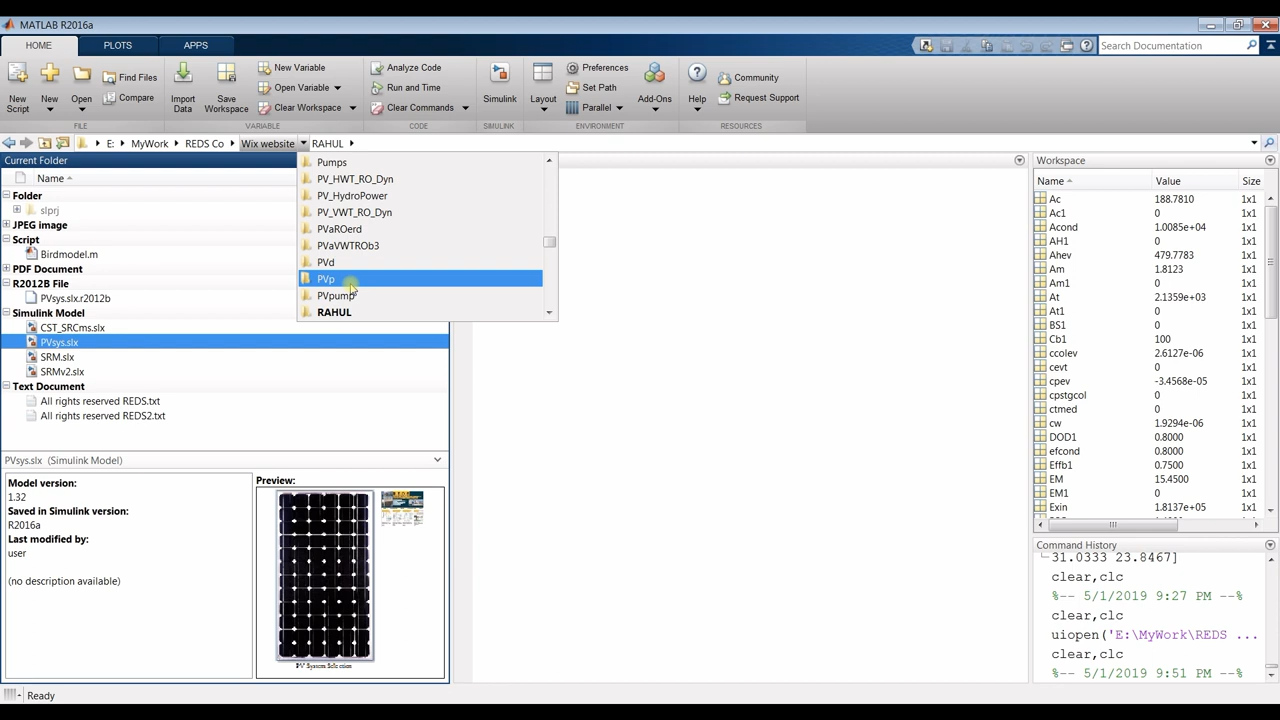 MATLAB R2016a
HOME
PLOTS
APPS
Search Documentation
New Script
New
Open
Find Files
Compare
Import Data
Save Workspace
New Variable
Open Variable
Clear Workspace
Analyze Code
Run and Time
Clear Commands
Simulink
Layout
Preferences
Set Path
Parallel
Add-Ons
Help
Community
Request Support
FILE
VARIABLE
CODE
SIMULINK
ENVIRONMENT
RESOURCES
E: MyWork REDS Co Wix website RAHUL
Current Folder
Name
Folder
slprj
JPEG image
Script
Birdmodel.m
PDF Document
R2012B File
PVsys.slx.r2012b
Simulink Model
CST_SRCms.slx
PVsys.slx
SRM.slx
SRMv2.slx
Text Document
All rights reserved REDS.txt
All rights reserved REDS2.txt
Pumps
PV_HWT_RO_Dyn
PV_HydroPower
PV_VWT_RO_Dyn
PVaROerd
PVaVWTROb3
PVd
PVp
PVpump
RAHUL
PVsys.slx (Simulink Model)
Model version:
1.32
Saved in Simulink version:
R2016a
Last modified by:
user
(no description available)
Preview:
PV System Selection
Workspace
Name Value Size
Ac 188.7810 1x1
Ac1 0 1x1
Acond 1.0085e+04 1x1
AH1 0 1x1
Ahev 479.7783 1x1
Am 1.8123 1x1
Am1 0 1x1
At 2.1359e+03 1x1
At1 0 1x1
BS1 0 1x1
Cb1 100 1x1
ccolev 2.6127e-06 1x1
cevt 0 1x1
cpev -3.4568e-05 1x1
cpstgcol 0 1x1
ctmed 0 1x1
cw 1.9294e-06 1x1
DOD1 0.8000 1x1
efcond 0.8000 1x1
Effb1 0.7500 1x1
EM 15.4500 1x1
EM1 0 1x1
Exin 1.8137e+05 1x1
Command History
31.0333 23.8467]
clear,clc
%-- 5/1/2019 9:27 PM --%
clear,clc
uiopen('E:\MyWork\REDS ...
clear,clc
%-- 5/1/2019 9:51 PM --%
Ready